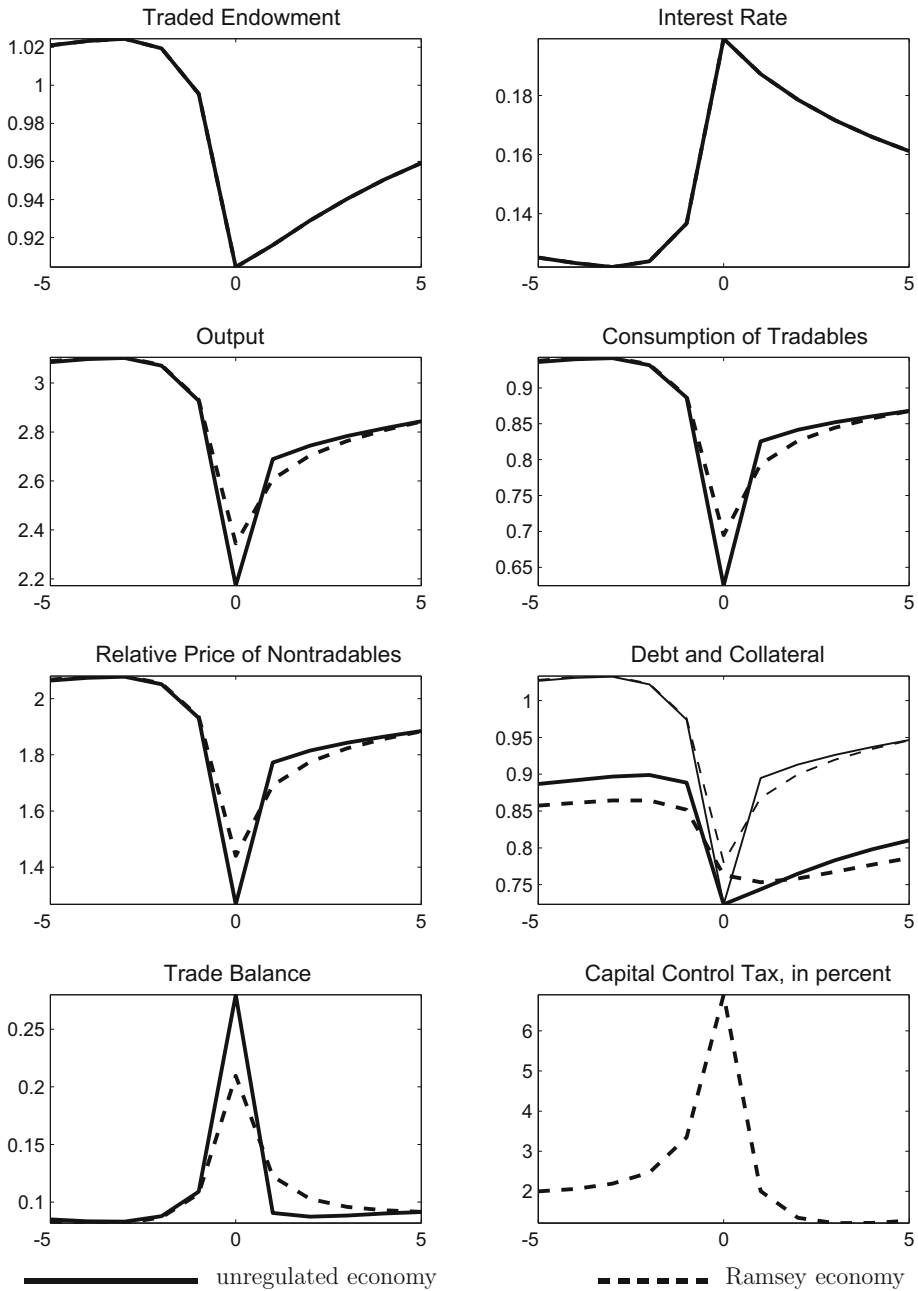 Traded Endowment
1.02
1
0.98
0.96
0.94
0.92
-5 0 5
Interest Rate
0.18
0.16
0.14
-5 0 5
Output
3
2.8
2.6
2.4
2.2
-5 0 5
Consumption of Tradables
0.9
0.85
0.8
0.75
0.7
0.65
-5 0 5
Relative Price of Nontradables
2
1.8
1.6
1.4
-5 0 5
Debt and Collateral
1
0.95
0.9
0.85
0.8
0.75
-5 0 5
Trade Balance
0.25
0.2
0.15
0.1
-5 0 5
Capital Control Tax, in percent
6
5
4
3
2
-5 0 5
unregulated economy
Ramsey economy